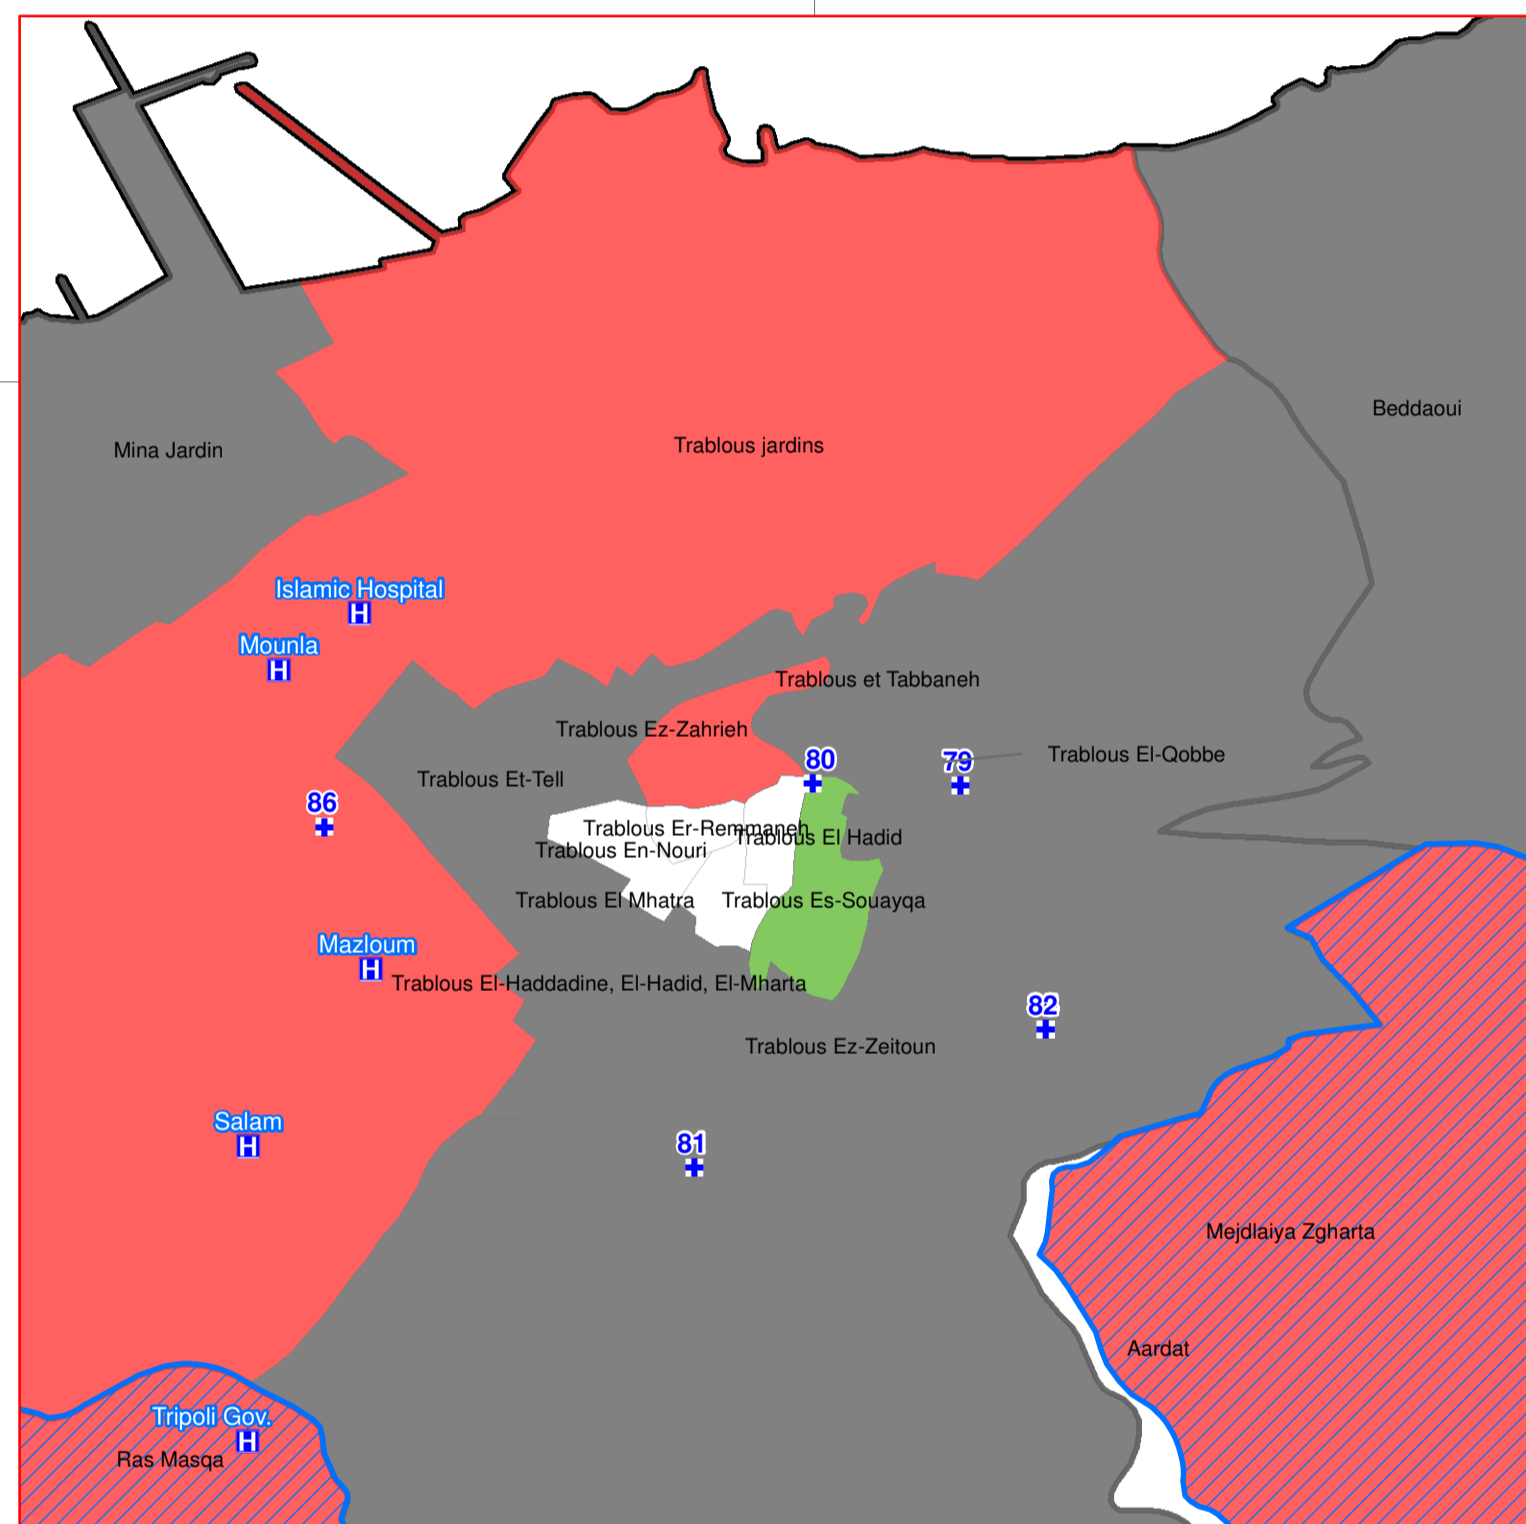 Beddaoui
Trablous jardins
Mina Jardin
Islamic Hospital
H
Mounla
H
Trablous et Tabbaneh
Trablous Ez-Zahrieh
Trablous El-Qobbe
80
79
Trablous Et-Tell
86
Trablous Er-Remmaneh
Trablous El Hadid
Trablous En-Nouri
Trablous El Mhatra
Trablous Es-Souayqa
Mazloum
H
Trablous El-Haddadine, El-Hadid, El-Mharta
82
Trablous Ez-Zeitoun
Salam
H
81
Mejdlaiya Zgharta
Aardat
Tripoli Gov.
H
Ras Masqa